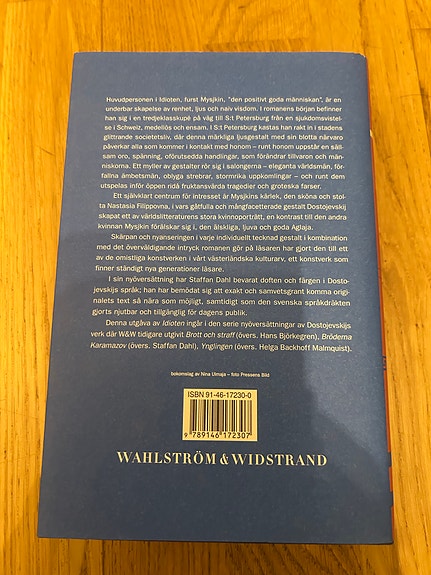 Huvudpersonen i Idioten, furst Mysjkin, "den positivt goda människan", är en
underbar skapelse av renhet, ljus och naiv visdom. I romanens början befinner
han sig i en tredjeklasskupé på väg till S:t Petersburg från en sjukdomsvistel-
se i Schweiz, medellös och ensam. I S:t Petersburg kastas han rakt in i stadens
glittrande societetsliv, där denna märkliga ljusgestalt med sin blotta närvaro
påverkar alla som kommer i kontakt med honom – runt honom uppstår en säll-
sam oro, spänning, oförutsedda handlingar, som förändrar tillvaron och män-
niskorna. Ett myller av gestalter rör sig i salongerna – eleganta världsmän, för-
fallna ämbetsmän, oblyga strebrar, stormrika uppkomlingar – och runt dem
utspelas inför öppen ridå fruktansvärda tragedier och groteska farser.
Ett självklart centrum för intresset är Mysjkins kärlek, den sköna och stol-
ta Nastasia Filippovna, i vars gåtfulla och mångfacetterade gestalt Dostojevskij
skapat ett av världslitteraturens stora kvinnoporträtt, en kontrast till den andra
kvinnan Mysjkin förälskar sig i, den älskliga, ljuva och goda Aglaja.
Skärpan och nyanseringen i varje individuellt tecknad gestalt i kombination
med det överväldigande intryck romanen gör på läsaren har gjort den till ett
av de omistliga konstverken i vårt västerländska kulturarv, ett konstverk som
finner ständigt nya generationer läsare.
I sin nyöversättning har Staffan Dahl bevarat doften och färgen i Dosto-
jevskijs språk; han har bemödat sig att exakt och samvetsgrant komma origi-
nalets text så nära som möjligt, samtidigt som den svenska språkdräkten
gjorts njutbar och tillgänglig för dagens publik.
Denna utgåva av Idioten ingår i den serie nyöversättningar av Dostojevskijs
verk där W&W tidigare utgivit Brott och straff (övers. Hans Björkegren), Bröderna
Karamazov (övers. Staffan Dahl), Ynglingen (övers. Helga Backhoff Malmquist).
bokomslag av Nina Ulmaja – foto Pressens Bild
ISBN 91-46-17230-0
9 789146 172307
WAHLSTRÖM & WIDSTRAND